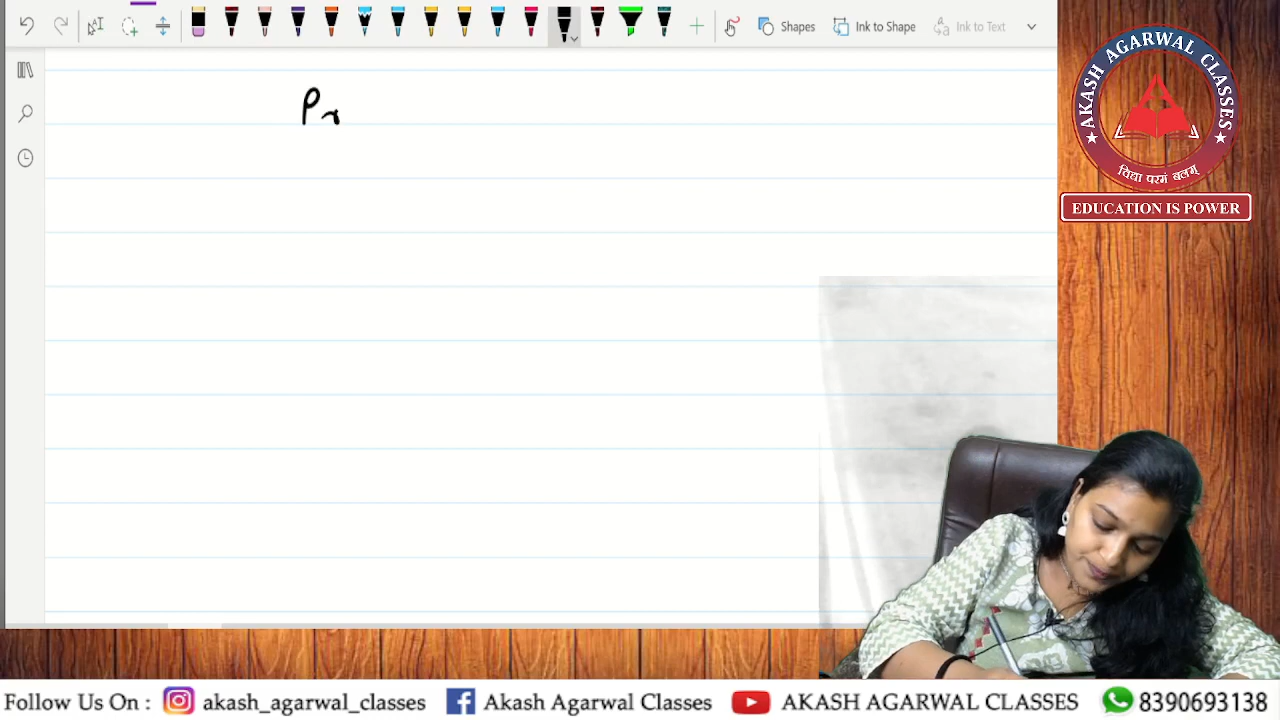 Shapes
Ink to Shape
Ink to Text
Pr
AKASH AGARWAL CLASSES
विद्या परमं बलम्
EDUCATION IS POWER
Follow Us On : akash_agarwal_classes Akash Agarwal Classes AKASH AGARWAL CLASSES 8390693138